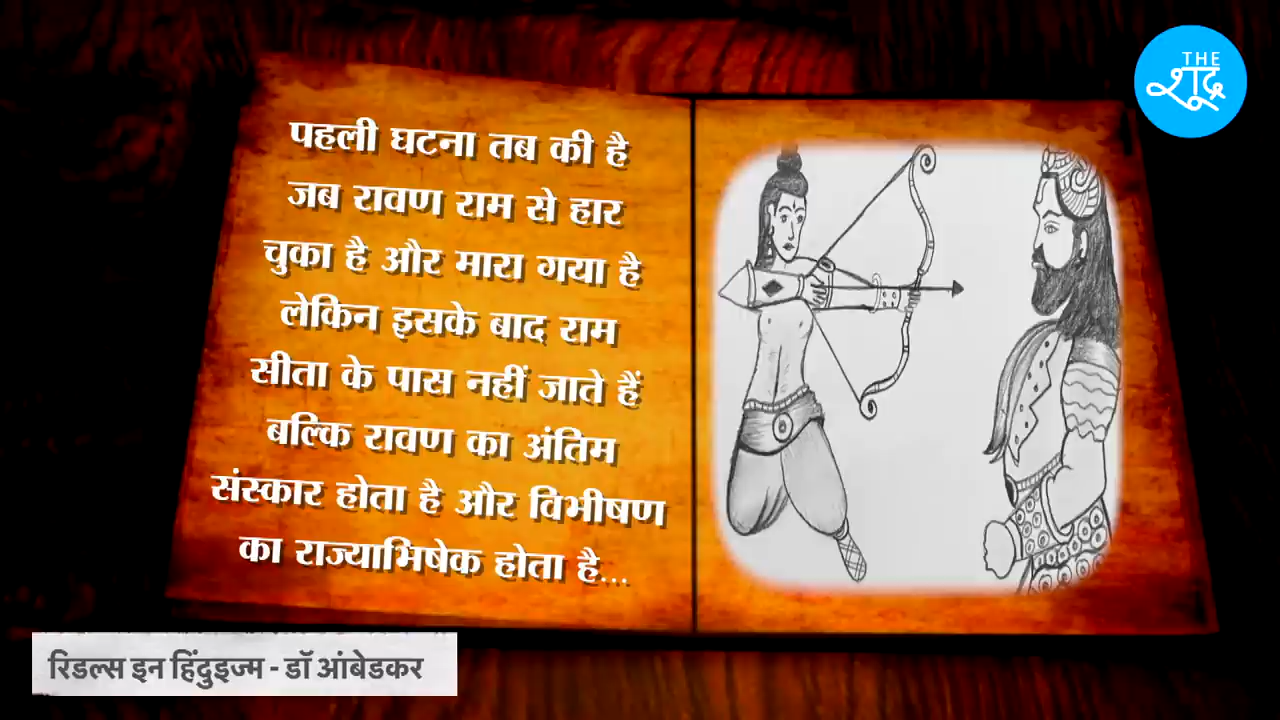 पहली घटना तब की है
जब रावण राम से हार
चुका है और मारा गया है
लेकिन इसके बाद राम
सीता के पास नहीं जाते हैं
बल्कि रावण का अंतिम
संस्कार होता है और विभीषण
का राज्याभिषेक होता है...
THE
शूद्र
रिडल्स इन हिंदुइज्म - डॉ आंबेडकर